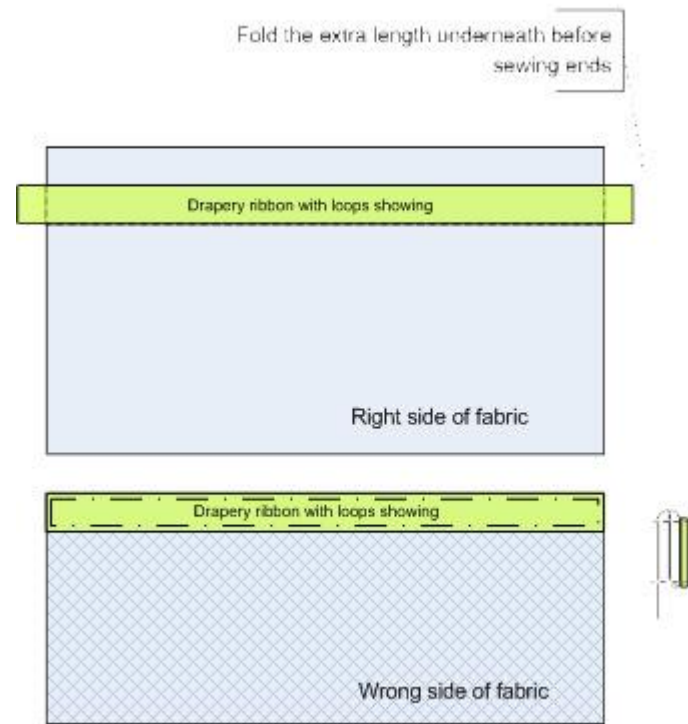 Fold the extra length underneath before
sewing ends
Drapery ribbon with loops showing
Right side of fabric
Drapery ribbon with loops showing
Wrong side of fabric